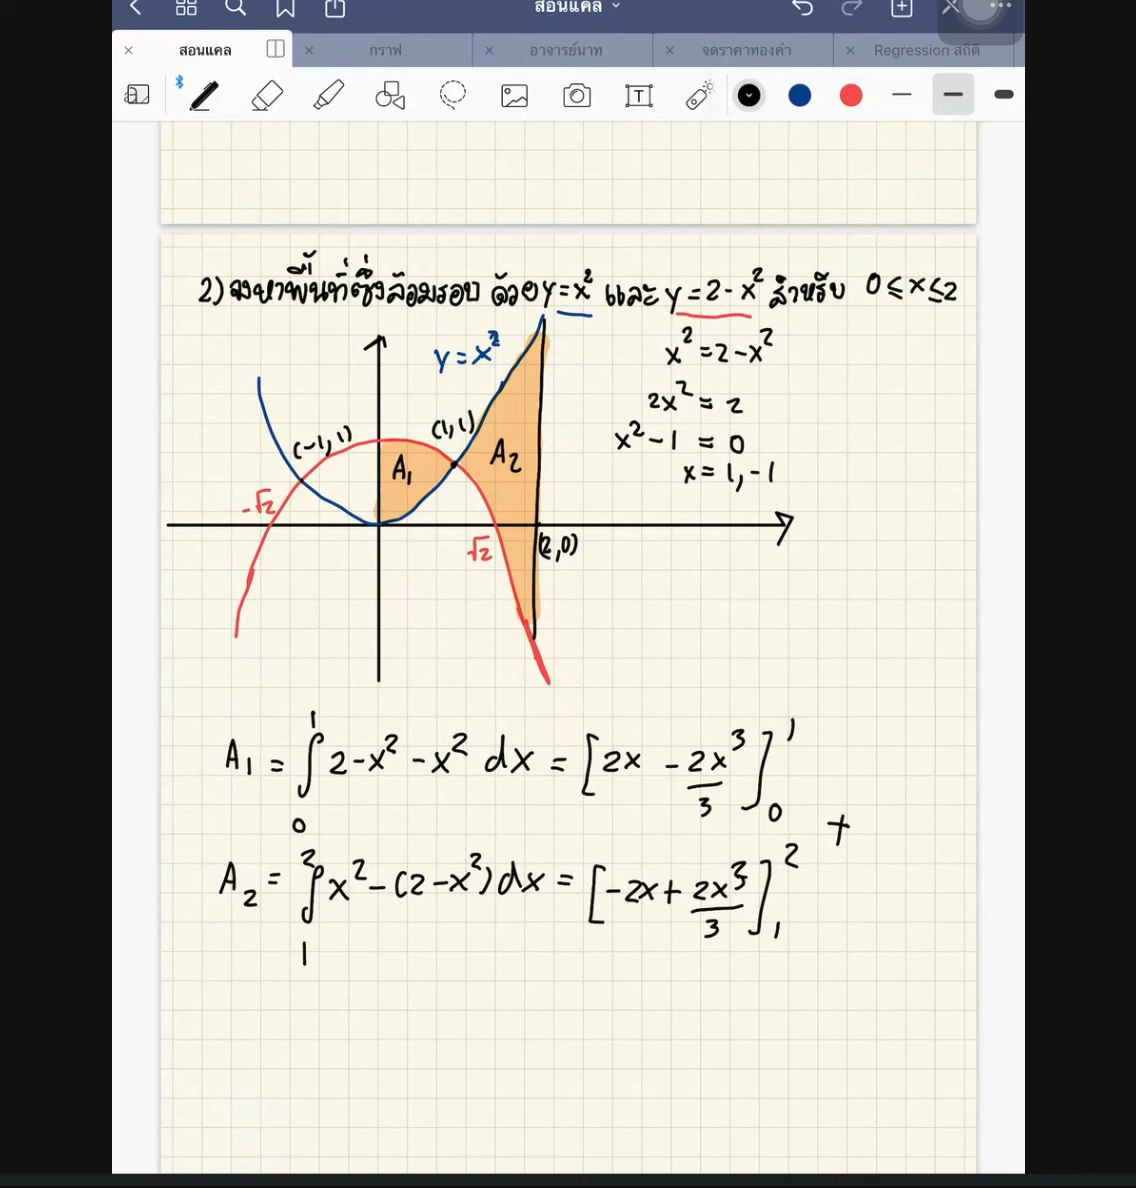 สอนแคล
สอนแคล กราฟ อาจารย์นาท จดราคาทองคำ Regression สถิติ
T
2) จงหาพื้นที่ซึ่งล้อมรอบ ด้วย y = x² และ y = 2 - x² สำหรับ 0 ≤ x ≤ 2
y = x²
x² = 2 - x²
2x² = 2
x² - 1 = 0
x = 1, -1
(-1, 1) (1, 1)
A₁ A₂
-√2 √2 (2, 0)
A₁ = ∫₀¹ 2 - x² - x² dx = [2x - 2x³/3]₀¹
+
A₂ = ∫₁² x² - (2 - x²) dx = [-2x + 2x³/3]₁²